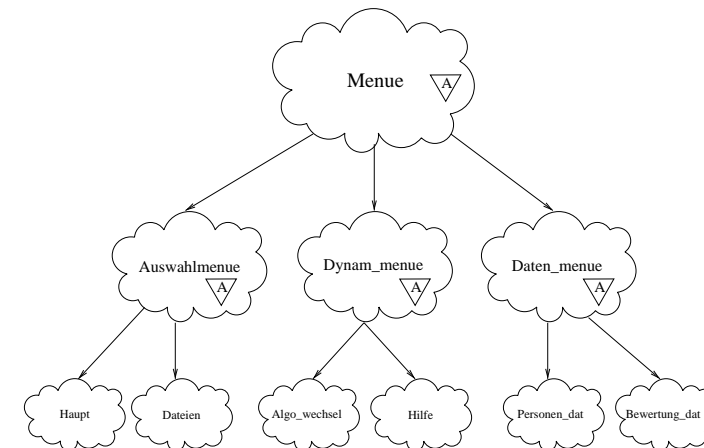 Menue
A
Auswahlmenue
A
Dynam_menue
A
Daten_menue
A
Haupt
Dateien
Algo_wechsel
Hilfe
Personen_dat
Bewertung_dat